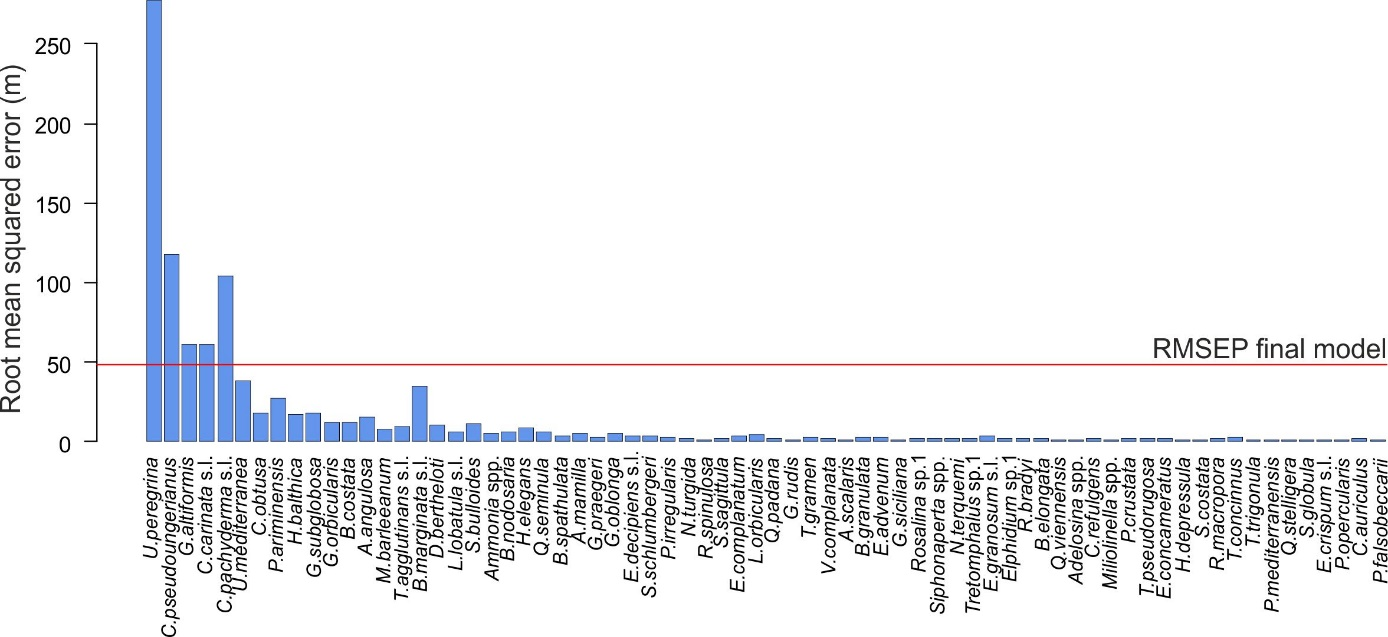 Root mean squared error (m)
250
200
150
100
50
0
RMSEP final model
U.peregrina
C.pseudoungerianus
G.altiformis
C.carinata s.l.
C.pachyderma s.l.
U.mediterranea
C.obtusa
P.ariminensis
H.balthica
G.subglobosa
G.orbicularis
B.costata
A.angulosa
M.barleeanum
T.agglutinans s.l.
B.marginata s.l.
D.bertheloti
L.lobatula s.l.
S.bulloides
Ammonia spp.
B.nodosaria
H.elegans
Q.seminula
B.spathulata
A.mamilla
G.praegeri
G.oblonga
E.decipiens s.l.
S.schlumbergeri
P.irregularis
N.turgida
R.spinulosa
S.sagittula
E.complanatum
L.orbicularis
Q.padana
G.rudis
T.gramen
V.complanata
A.scalaris
B.granulata
E.advenum
G.siciliana
Rosalina sp.1
Siphonaperta spp.
N.terquemi
Tretomphalus sp.1
E.granosum s.l.
Elphidium sp.1
R.bradyi
B.elongata
Q.viennensis
Adelosina spp.
C.refulgens
Miliolinella spp.
P.crustata
T.pseudorugosa
E.concameratus
H.depressula
S.costata
R.macropora
T.concinnus
T.trigonula
P.mediterranensis
Q.stelligera
S.globula
E.crispum s.l.
P.opercularis
C.auriculus
P.falsobeccarii